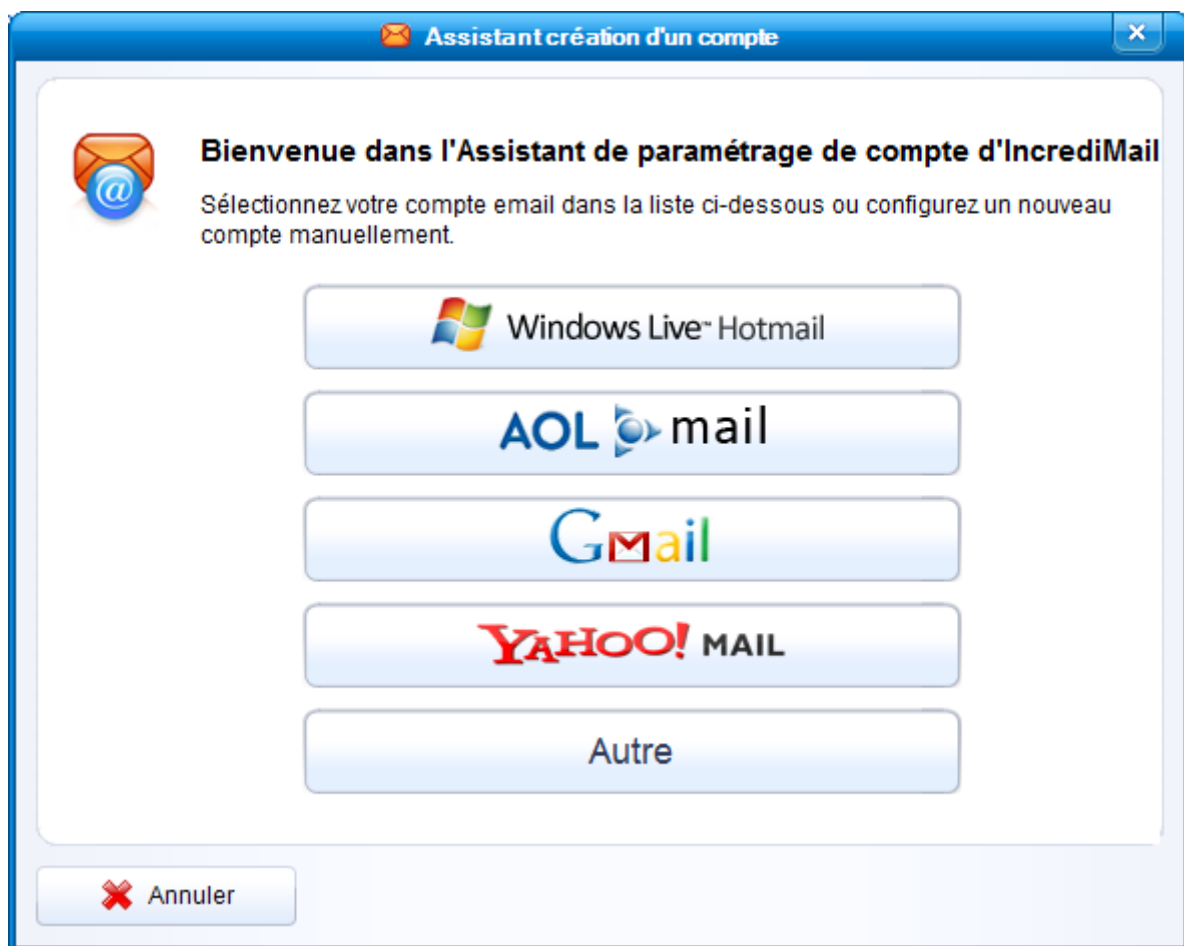 Assistant création d'un compte
Bienvenue dans l'Assistant de paramétrage de compte d'IncrediMail
Sélectionnez votre compte email dans la liste ci-dessous ou configurez un nouveau
compte manuellement.
Windows Live™ Hotmail
AOL mail
Gmail
YAHOO! MAIL
Autre
Annuler